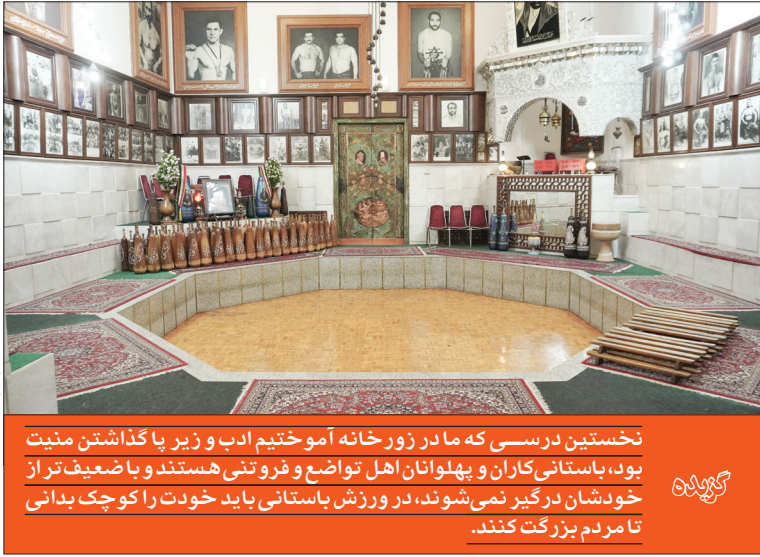 نخستین درسی که ما در زورخانه آموختیم ادب و زیر پا گذاشتن منیت
بود، باستانی‌کاران و پهلوانان اهل تواضع و فروتنی هستند و با ضعیف‌تر از
خودشان درگیر نمی‌شوند، در ورزش باستانی باید خودت را کوچک بدانی
تا مردم بزرگت کنند.
گزیده